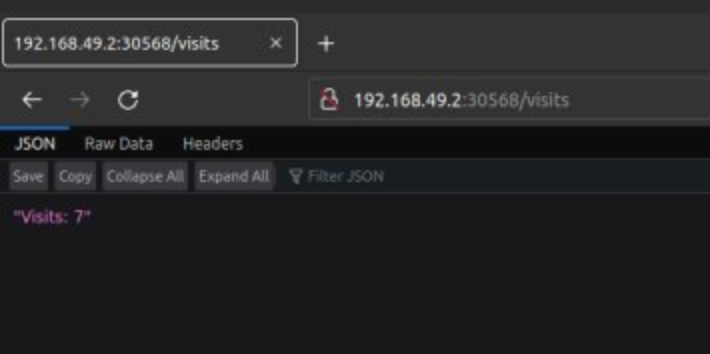 192.168.49.2:30568/visits
192.168.49.2:30568/visits
JSON Raw Data Headers
Save Copy Collapse All Expand All Filter JSON
"Visits: 7"